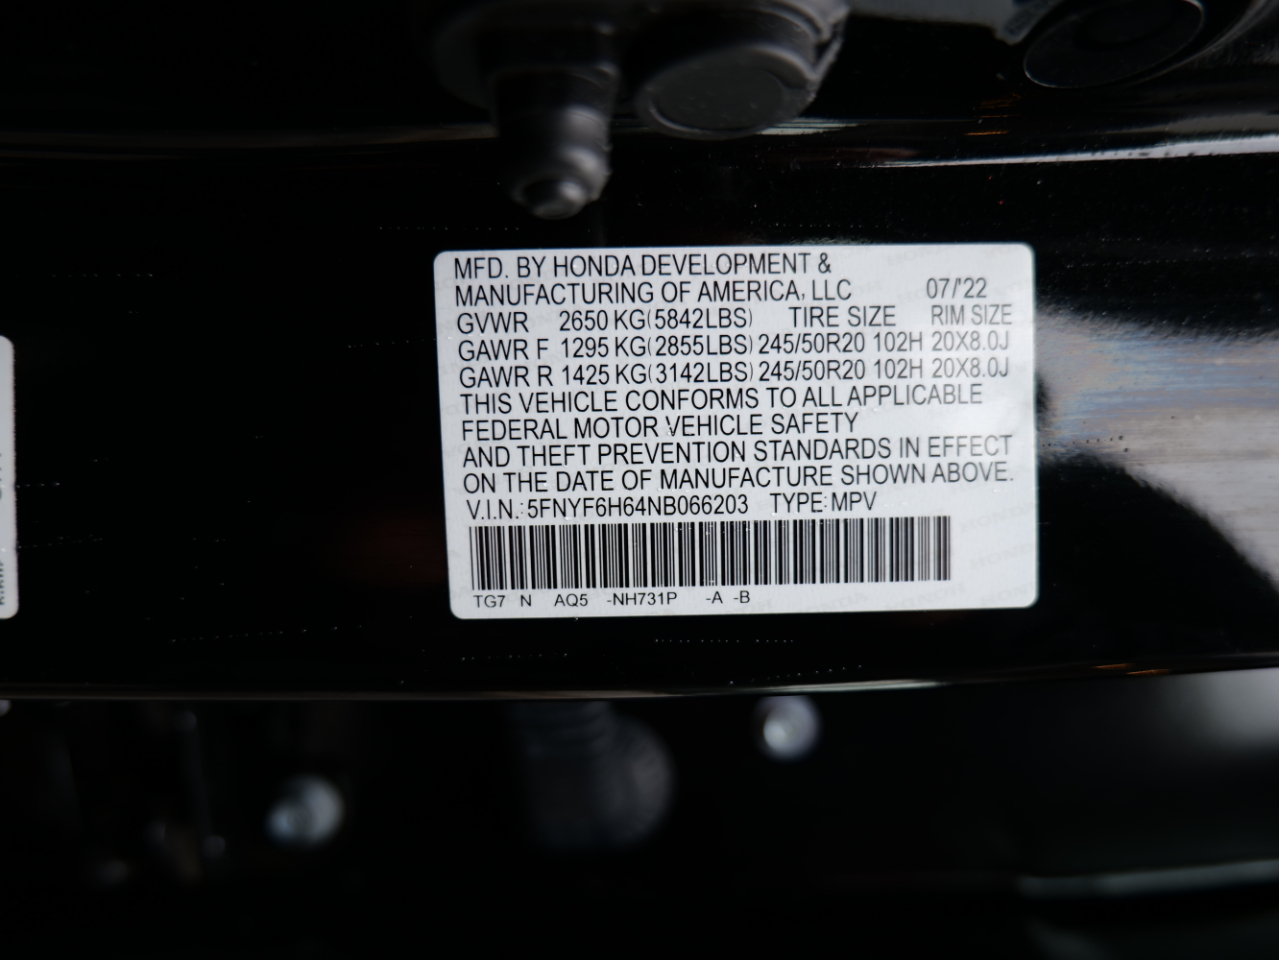 MFD. BY HONDA DEVELOPMENT &
MANUFACTURING OF AMERICA, LLC 07/'22
GVWR 2650 KG(5842LBS) TIRE SIZE RIM SIZE
GAWR F 1295 KG(2855LBS) 245/50R20 102H 20X8.0J
GAWR R 1425 KG(3142LBS) 245/50R20 102H 20X8.0J
THIS VEHICLE CONFORMS TO ALL APPLICABLE
FEDERAL MOTOR VEHICLE SAFETY
AND THEFT PREVENTION STANDARDS IN EFFECT
ON THE DATE OF MANUFACTURE SHOWN ABOVE.
V.I.N.: 5FNYF6H64NB066203 TYPE: MPV
TG7 N AQ5 -NH731P -A -B